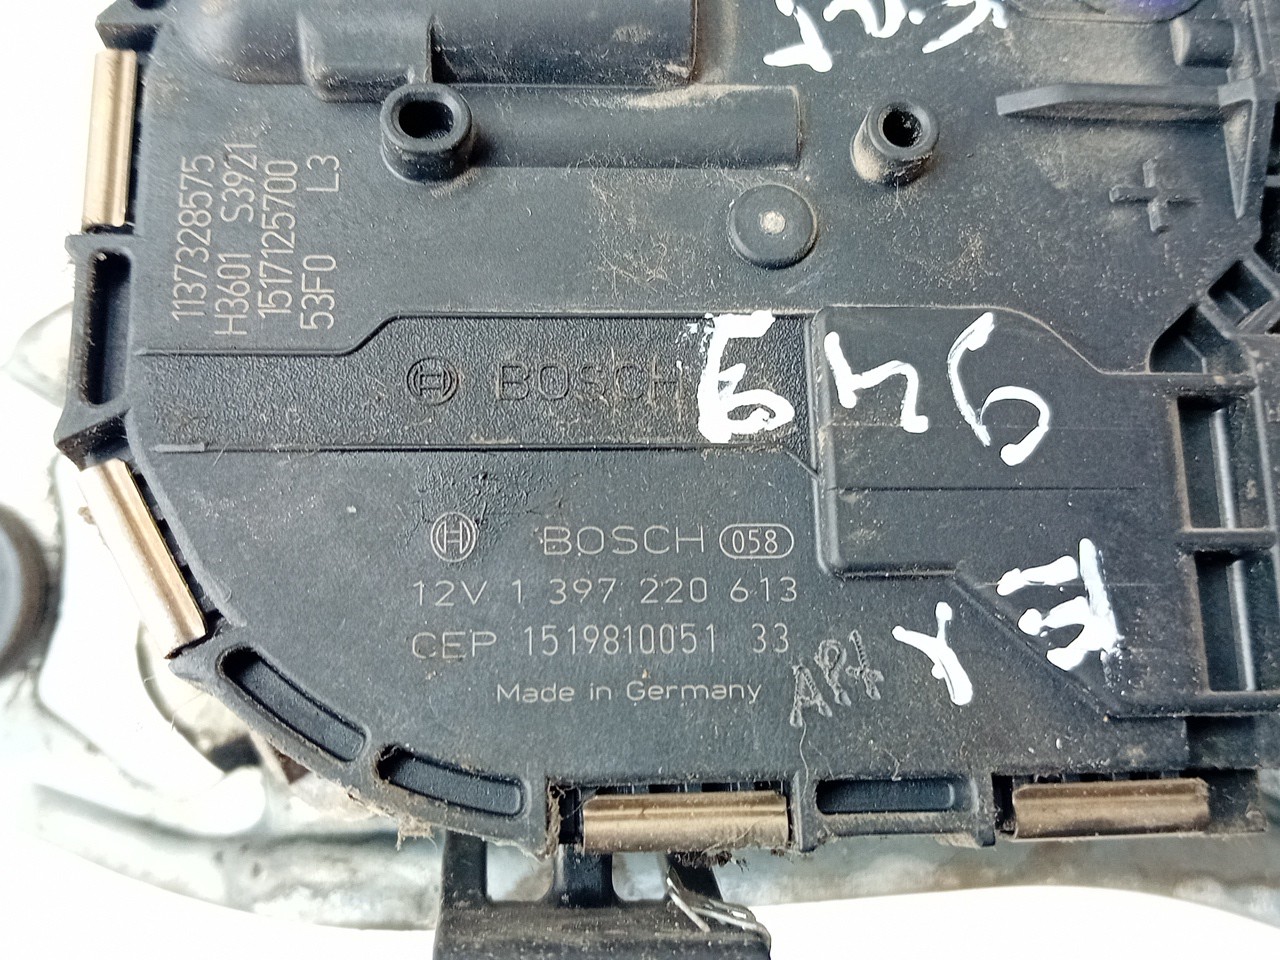 1137328575
H3601 S3921
1517125700
53F0 L3
BOSCH
BOSCH 058
12V 1 397 220 613
CEP 1519810051 33
Made in Germany